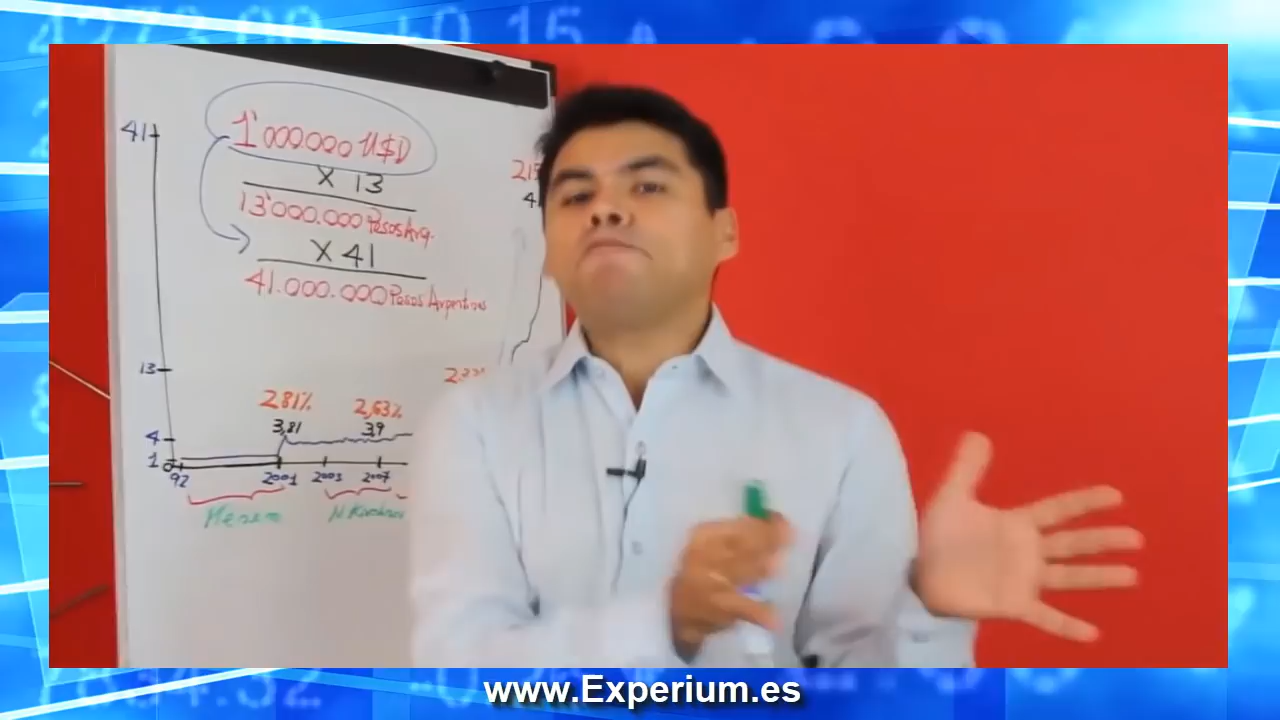 41
1'000.000 U$D
X 13
13'000.000 Pesos Arg.
X 41
41.000.000 Pesos Argentinos
13
281%
2,63%
3,81
3,9
4
1
92
2001
2003
2007
Menem
www.Experium.es